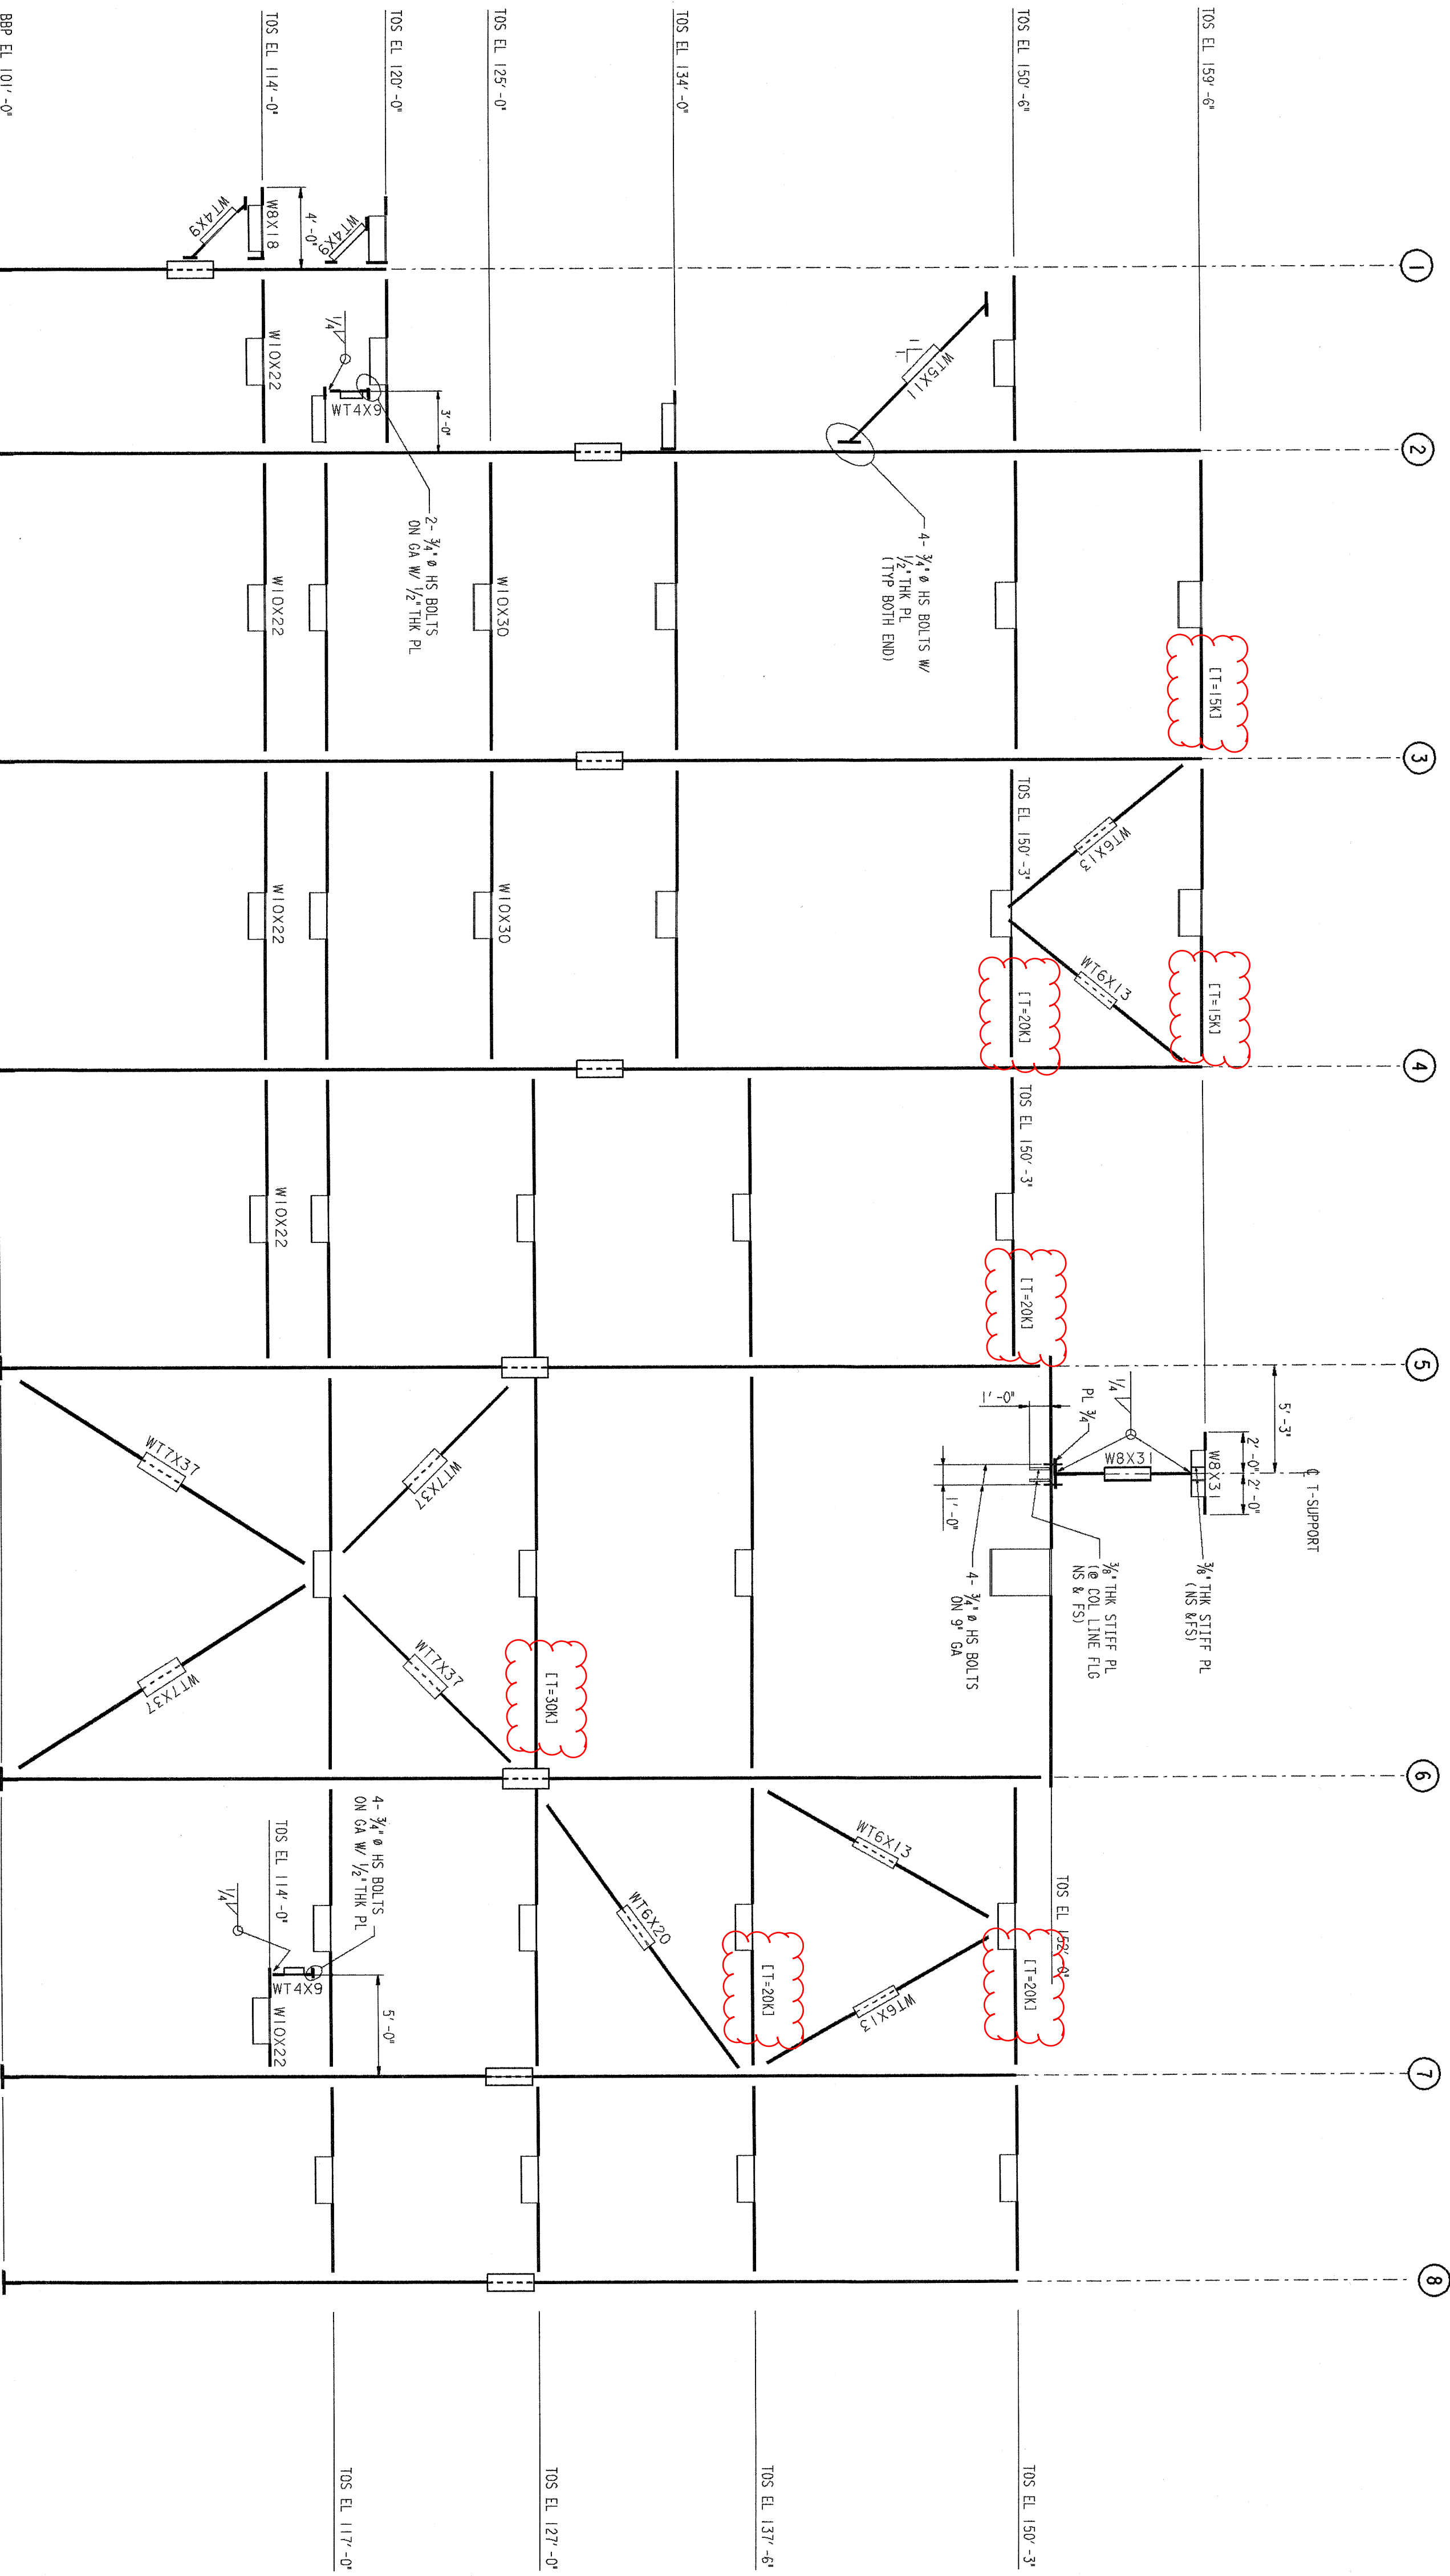 1
2
3
4
5
6
7
8
TOS EL 159'-6"
TOS EL 150'-6"
TOS EL 134'-0"
TOS EL 125'-0"
TOS EL 120'-0"
TOS EL 114'-0"
BBP EL 101'-0"
W8X18
4'-0"
WT4X9
WT4X9
W10X22
1/4
WT4X9
3'-0"
2- 3/4"ø HS BOLTS
ON GA W/ 1/2"THK PL
1
1
WT5X11
4- 3/4"ø HS BOLTS W/
1/2"THK PL
(TYP BOTH END)
W10X22
W10X30
[T=15K]
TOS EL 150'-3"
WT6X13
WT6X13
[T=15K]
[T=20K]
W10X30
W10X22
TOS EL 150'-3"
[T=20K]
W10X22
5'-3"
℄ T-SUPPORT
2'-0"
2'-0"
W8X31
W8X31
1/4
PL 3/4
1'-0"
1'-0"
3/8"THK STIFF PL
(NS &FS)
3/8"THK STIFF PL
(@ COL LINE FLG
NS & FS)
4- 3/4"ø HS BOLTS
ON 9" GA
WT7X37
WT7X37
WT7X37
WT7X37
[T=30K]
TOS EL 152'-0"
WT6X13
WT6X13
[T=20K]
WT6X20
[T=20K]
4- 3/4"ø HS BOLTS
ON GA W/ 1/2"THK PL
TOS EL 114'-0"
1/4
WT4X9
5'-0"
W10X22
TOS EL 150'-3"
TOS EL 137'-6"
TOS EL 127'-0"
TOS EL 117'-0"